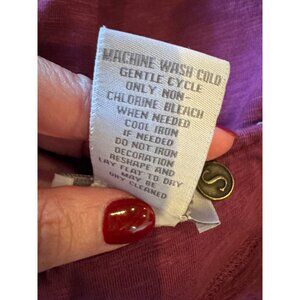 MACHINE WASH COLD
GENTLE CYCLE
ONLY NON-
CHLORINE BLEACH
WHEN NEEDED
COOL IRON
IF NEEDED
DO NOT IRON
DECORATION
RESHAPE AND
LAY FLAT TO DRY
MAY BE
DRY CLEANED
S